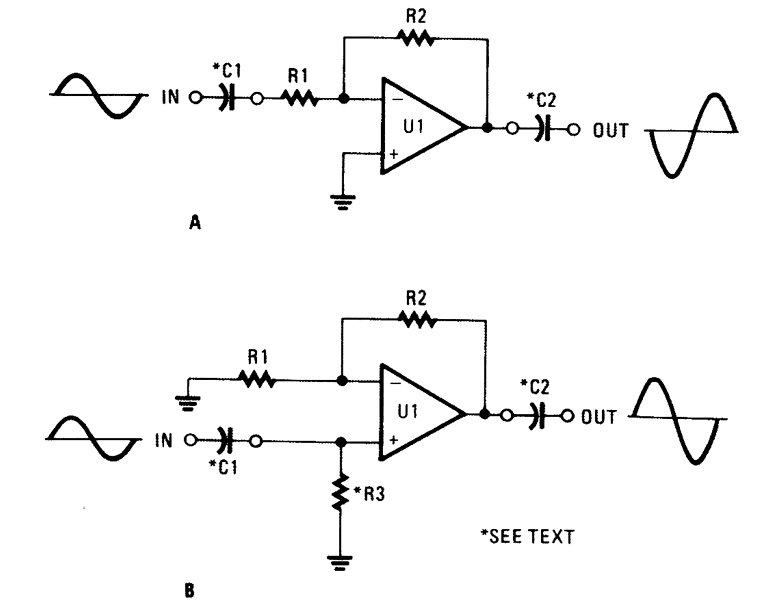 R2
*C1
R1
*C2
IN
−
U1
OUT
+
A
R2
R1
*C2
−
U1
OUT
IN
+
*C1
*R3
*SEE TEXT
B